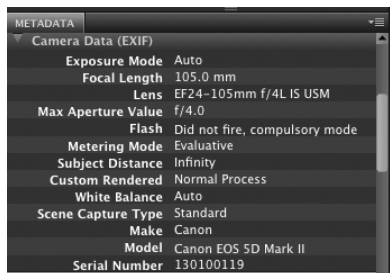 METADATA
Camera Data (EXIF)
Exposure Mode Auto
Focal Length 105.0 mm
Lens EF24-105mm f/4L IS USM
Max Aperture Value f/4.0
Flash Did not fire, compulsory mode
Metering Mode Evaluative
Subject Distance Infinity
Custom Rendered Normal Process
White Balance Auto
Scene Capture Type Standard
Make Canon
Model Canon EOS 5D Mark II
Serial Number 130100119